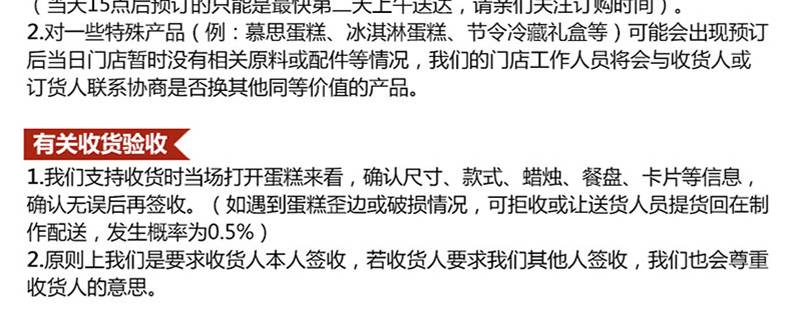 （当天15点后预订的只能是最快第二天上午送达，请亲们关注订购时间）。
2.对一些特殊产品（例：慕思蛋糕、冰淇淋蛋糕、节令冷藏礼盒等）可能会出现预订
后当日门店暂时没有相关原料或配件等情况，我们的门店工作人员将会与收货人或
订货人联系协商是否换其他同等价值的产品。
有关收货验收
1.我们支持收货时当场打开蛋糕来看，确认尺寸、款式、蜡烛、餐盘、卡片等信息，
确认无误后再签收。（如遇到蛋糕歪边或破损情况，可拒收或让送货人员提货回在制
作配送，发生概率为0.5%）
2.原则上我们是要求收货人本人签收，若收货人要求我们其他人签收，我们也会尊重
收货人的意思。